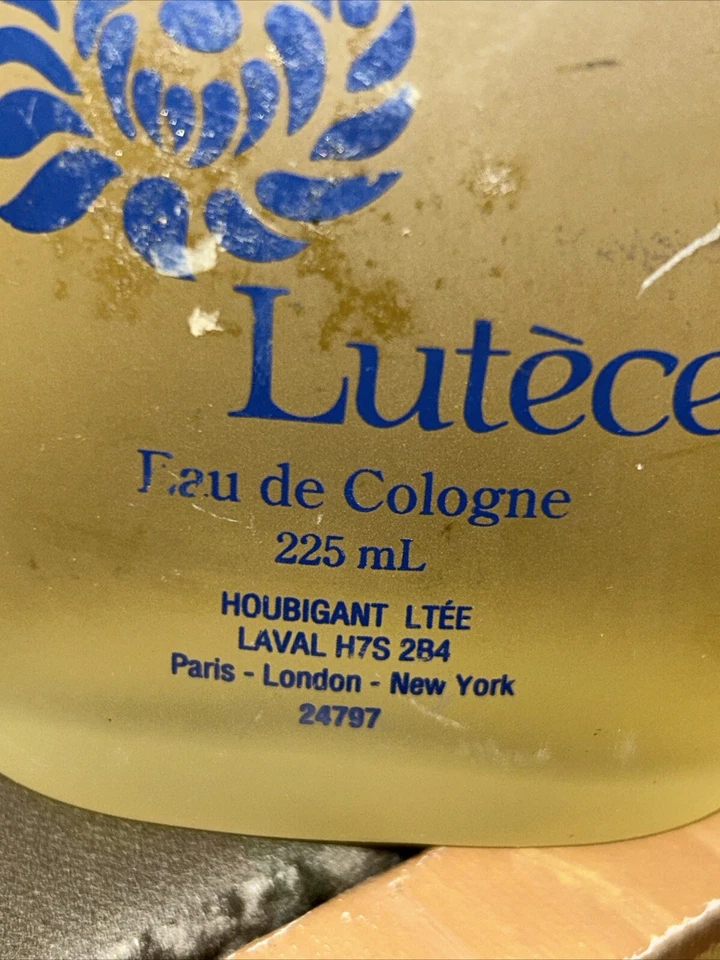 Lutèce
Eau de Cologne
225 mL
HOUBIGANT LTÉE
LAVAL H7S 2B4
Paris - London - New York
24797